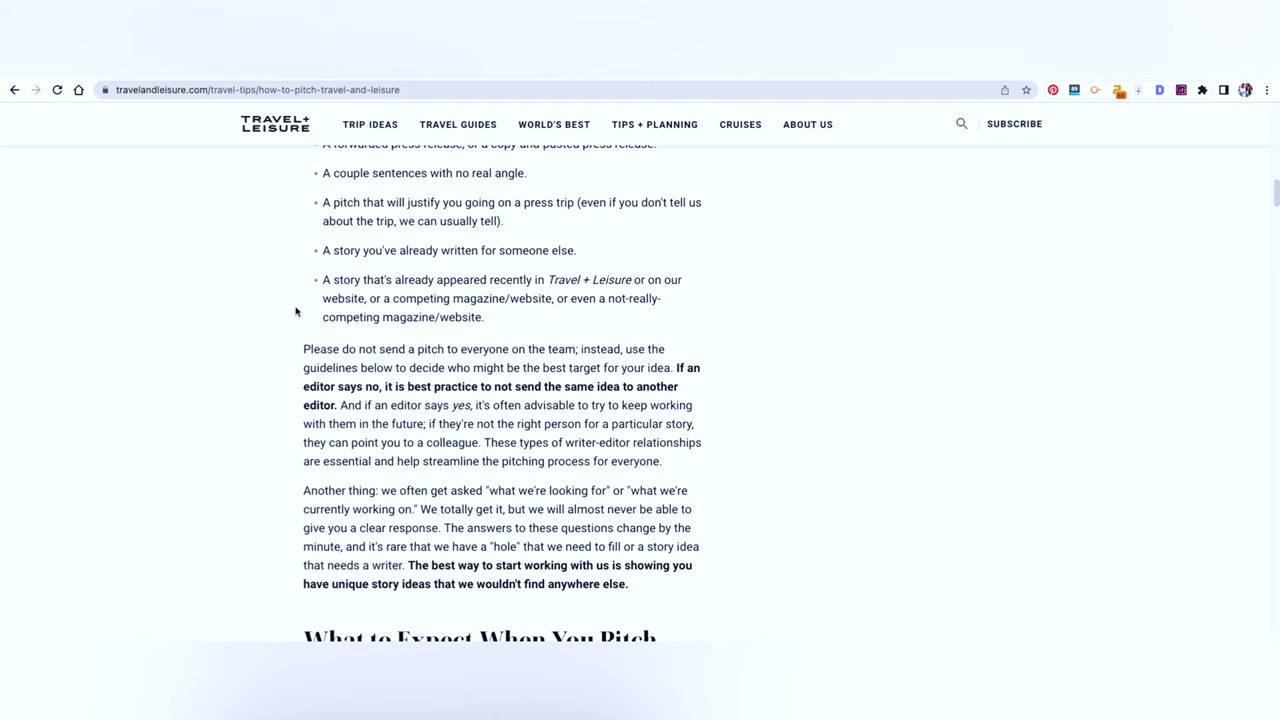 travelandleisure.com/travel-tips/how-to-pitch-travel-and-leisure
TRAVEL+
LEISURE
TRIP IDEAS
TRAVEL GUIDES
WORLD'S BEST
TIPS + PLANNING
CRUISES
ABOUT US
SUBSCRIBE
A forwarded press release, or a copy and pasted press release.
A couple sentences with no real angle.
A pitch that will justify you going on a press trip (even if you don't tell us
about the trip, we can usually tell).
A story you've already written for someone else.
A story that's already appeared recently in Travel + Leisure or on our
website, or a competing magazine/website, or even a not-really-
competing magazine/website.
Please do not send a pitch to everyone on the team; instead, use the
guidelines below to decide who might be the best target for your idea. If an
editor says no, it is best practice to not send the same idea to another
editor. And if an editor says yes, it's often advisable to try to keep working
with them in the future; if they're not the right person for a particular story,
they can point you to a colleague. These types of writer-editor relationships
are essential and help streamline the pitching process for everyone.
Another thing: we often get asked "what we're looking for" or "what we're
currently working on." We totally get it, but we will almost never be able to
give you a clear response. The answers to these questions change by the
minute, and it's rare that we have a "hole" that we need to fill or a story idea
that needs a writer. The best way to start working with us is showing you
have unique story ideas that we wouldn't find anywhere else.
What to Expect When You Pitch